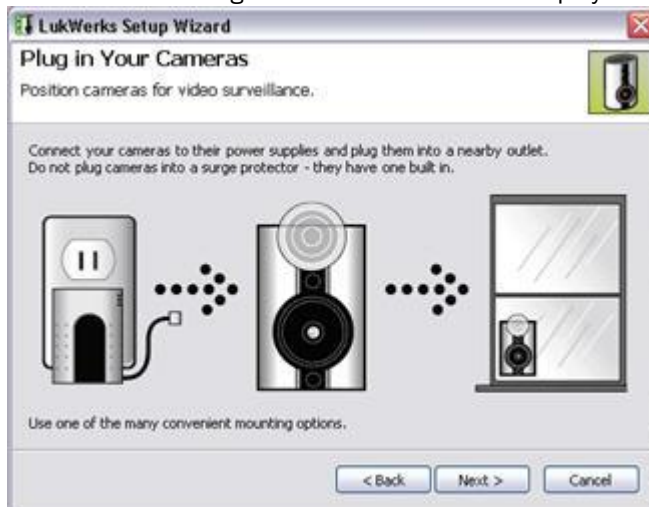 LukWerks Setup Wizard
Plug in Your Cameras
Position cameras for video surveillance.
Connect your cameras to their power supplies and plug them into a nearby outlet.
Do not plug cameras into a surge protector - they have one built in.
Use one of the many convenient mounting options.
< Back
Next >
Cancel